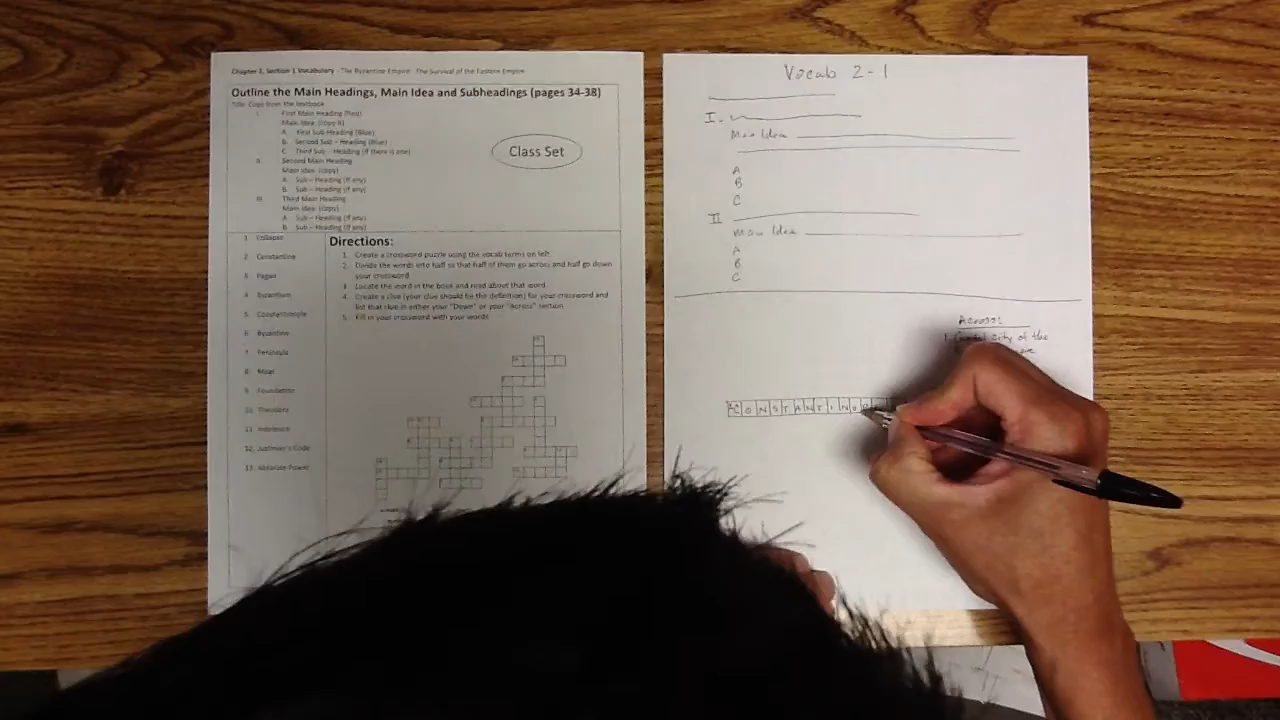 Chapter 2, Section 1 Vocabulary - The Byzantine Empire: The Survival of the Eastern Empire
Outline the Main Headings, Main Idea and Subheadings (pages 34-38)
Title: Copy from the textbook
I. First Main Heading (Red)
Main Idea: (copy it)
A. First Sub Heading (Blue)
B. Second Sub – Heading (Blue)
C. Third Sub – Heading (if there is one)
II. Second Main Heading
Main Idea: (copy)
A. Sub – Heading (if any)
B. Sub – Heading (if any)
III. Third Main Heading
Main Idea: (copy)
A. Sub – Heading (if any)
B. Sub – Heading (if any)
Class Set
1. Collapse
2. Constantine
3. Pagan
4. Byzantium
5. Constantinople
6. Byzantine
7. Peninsula
8. Moat
9. Foundation
10. Theodora
11. Indolence
12. Justinian's Code
13. Absolute Power
Directions:
1. Create a crossword puzzle using the vocab terms on left.
2. Divide the words into half so that half of them go across and half go down
your crossword.
3. Locate the word in the book and read about that word.
4. Create a clue (your clue should be the definition) for your crossword and
list that clue in either your "Down" or your "Across" section.
5. Fill in your crossword with your words.
Vocab 2-1
I.
Main Idea
A
B
C
II
Main Idea
A
B
C
Across:
1. Capital city of the
CONSTANTINO